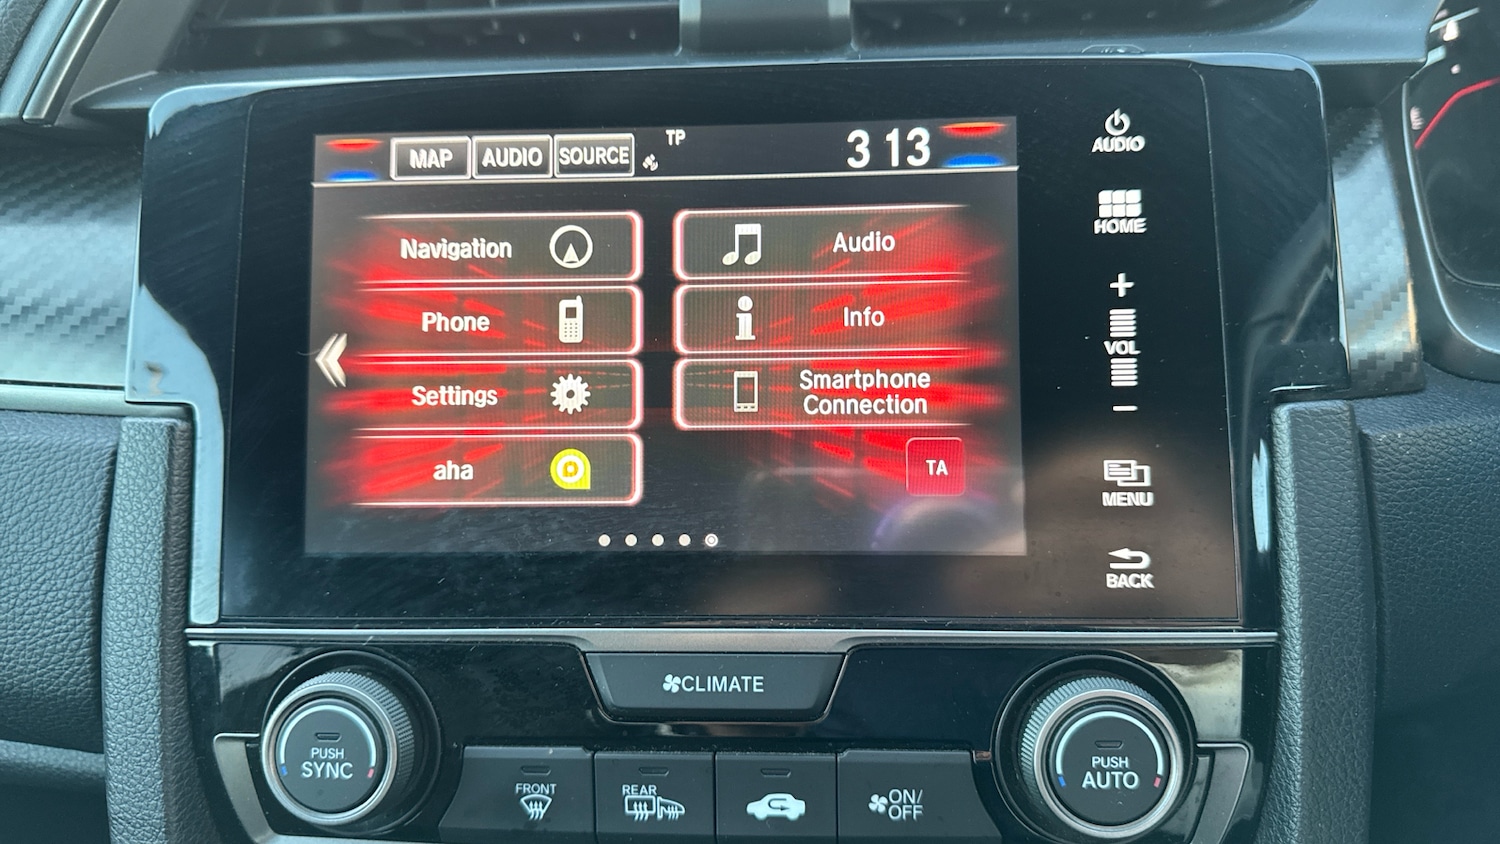 MAP AUDIO SOURCE TP 3 13
AUDIO
HOME
Navigation
Audio
Phone
Info
Settings
Smartphone
Connection
aha
TA
+
VOL
−
MENU
BACK
CLIMATE
PUSH
SYNC
FRONT
REAR
ON/
OFF
PUSH
AUTO